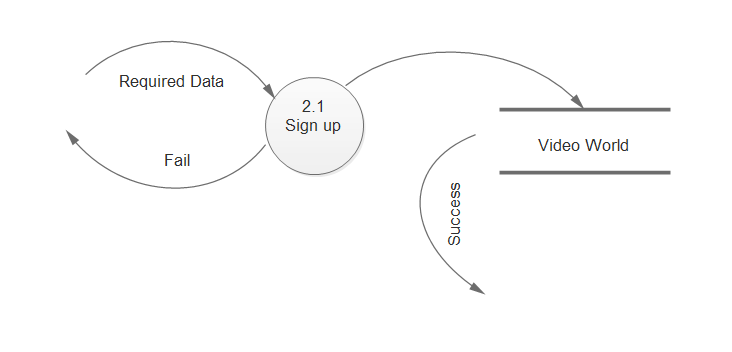 Required Data
2.1
Sign up
Fail
Video World
Success